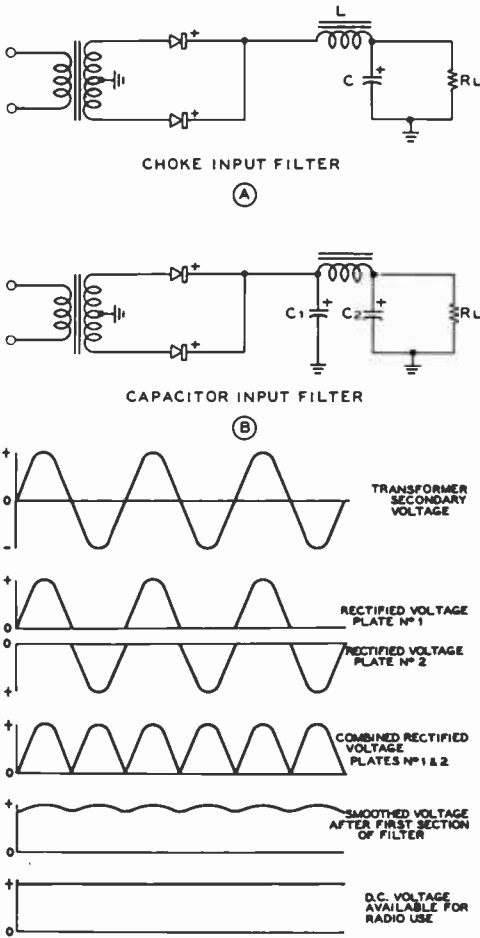 L
+
+
+
C
RL
CHOKE INPUT FILTER
A
+
+
+
+
C1
C2
RL
CAPACITOR INPUT FILTER
B
+
0
-
TRANSFORMER
SECONDARY
VOLTAGE
+
0
RECTIFIED VOLTAGE
PLATE Nº 1
0
+
RECTIFIED VOLTAGE
PLATE Nº 2
+
0
COMBINED RECTIFIED
VOLTAGE
PLATES Nº 1 & 2
+
0
SMOOTHED VOLTAGE
AFTER FIRST SECTION
OF FILTER
+
0
D.C. VOLTAGE
AVAILABLE FOR
RADIO USE